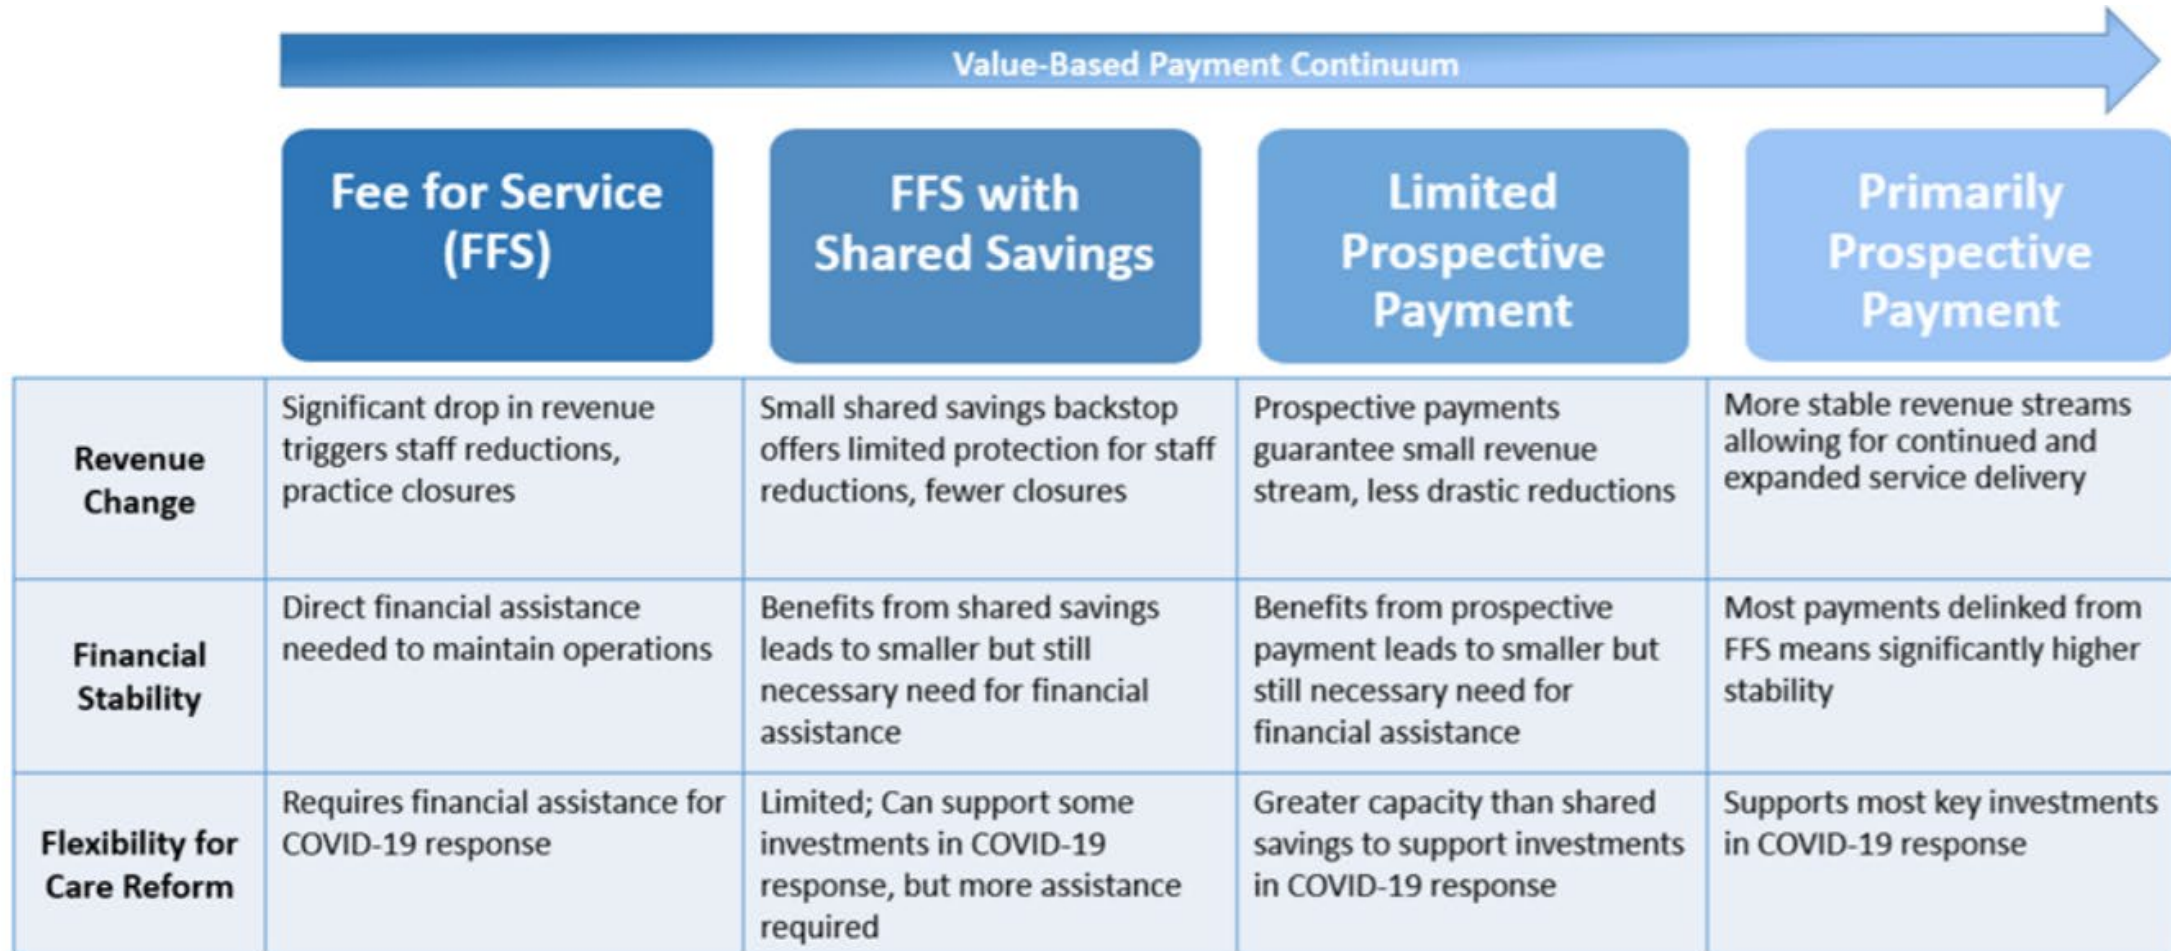 Value-Based Payment Continuum
Fee for Service
(FFS)
FFS with
Shared Savings
Limited
Prospective
Payment
Primarily
Prospective
Payment
Revenue
Change
Significant drop in revenue
triggers staff reductions,
practice closures
Small shared savings backstop
offers limited protection for staff
reductions, fewer closures
Prospective payments
guarantee small revenue
stream, less drastic reductions
More stable revenue streams
allowing for continued and
expanded service delivery
Financial
Stability
Direct financial assistance
needed to maintain operations
Benefits from shared savings
leads to smaller but still
necessary need for financial
assistance
Benefits from prospective
payment leads to smaller but
still necessary need for
financial assistance
Most payments delinked from
FFS means significantly higher
stability
Flexibility for
Care Reform
Requires financial assistance for
COVID-19 response
Limited; Can support some
investments in COVID-19
response, but more assistance
required
Greater capacity than shared
savings to support investments
in COVID-19 response
Supports most key investments
in COVID-19 response